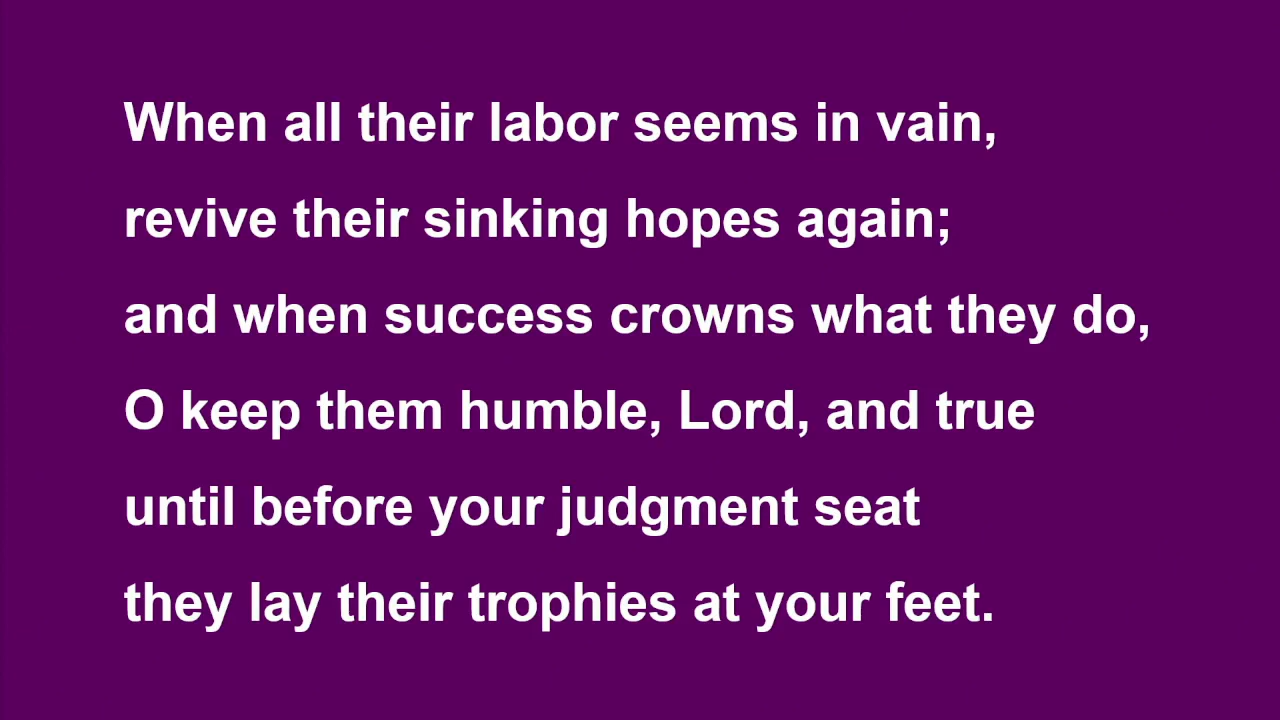 When all their labor seems in vain,
revive their sinking hopes again;
and when success crowns what they do,
O keep them humble, Lord, and true
until before your judgment seat
they lay their trophies at your feet.